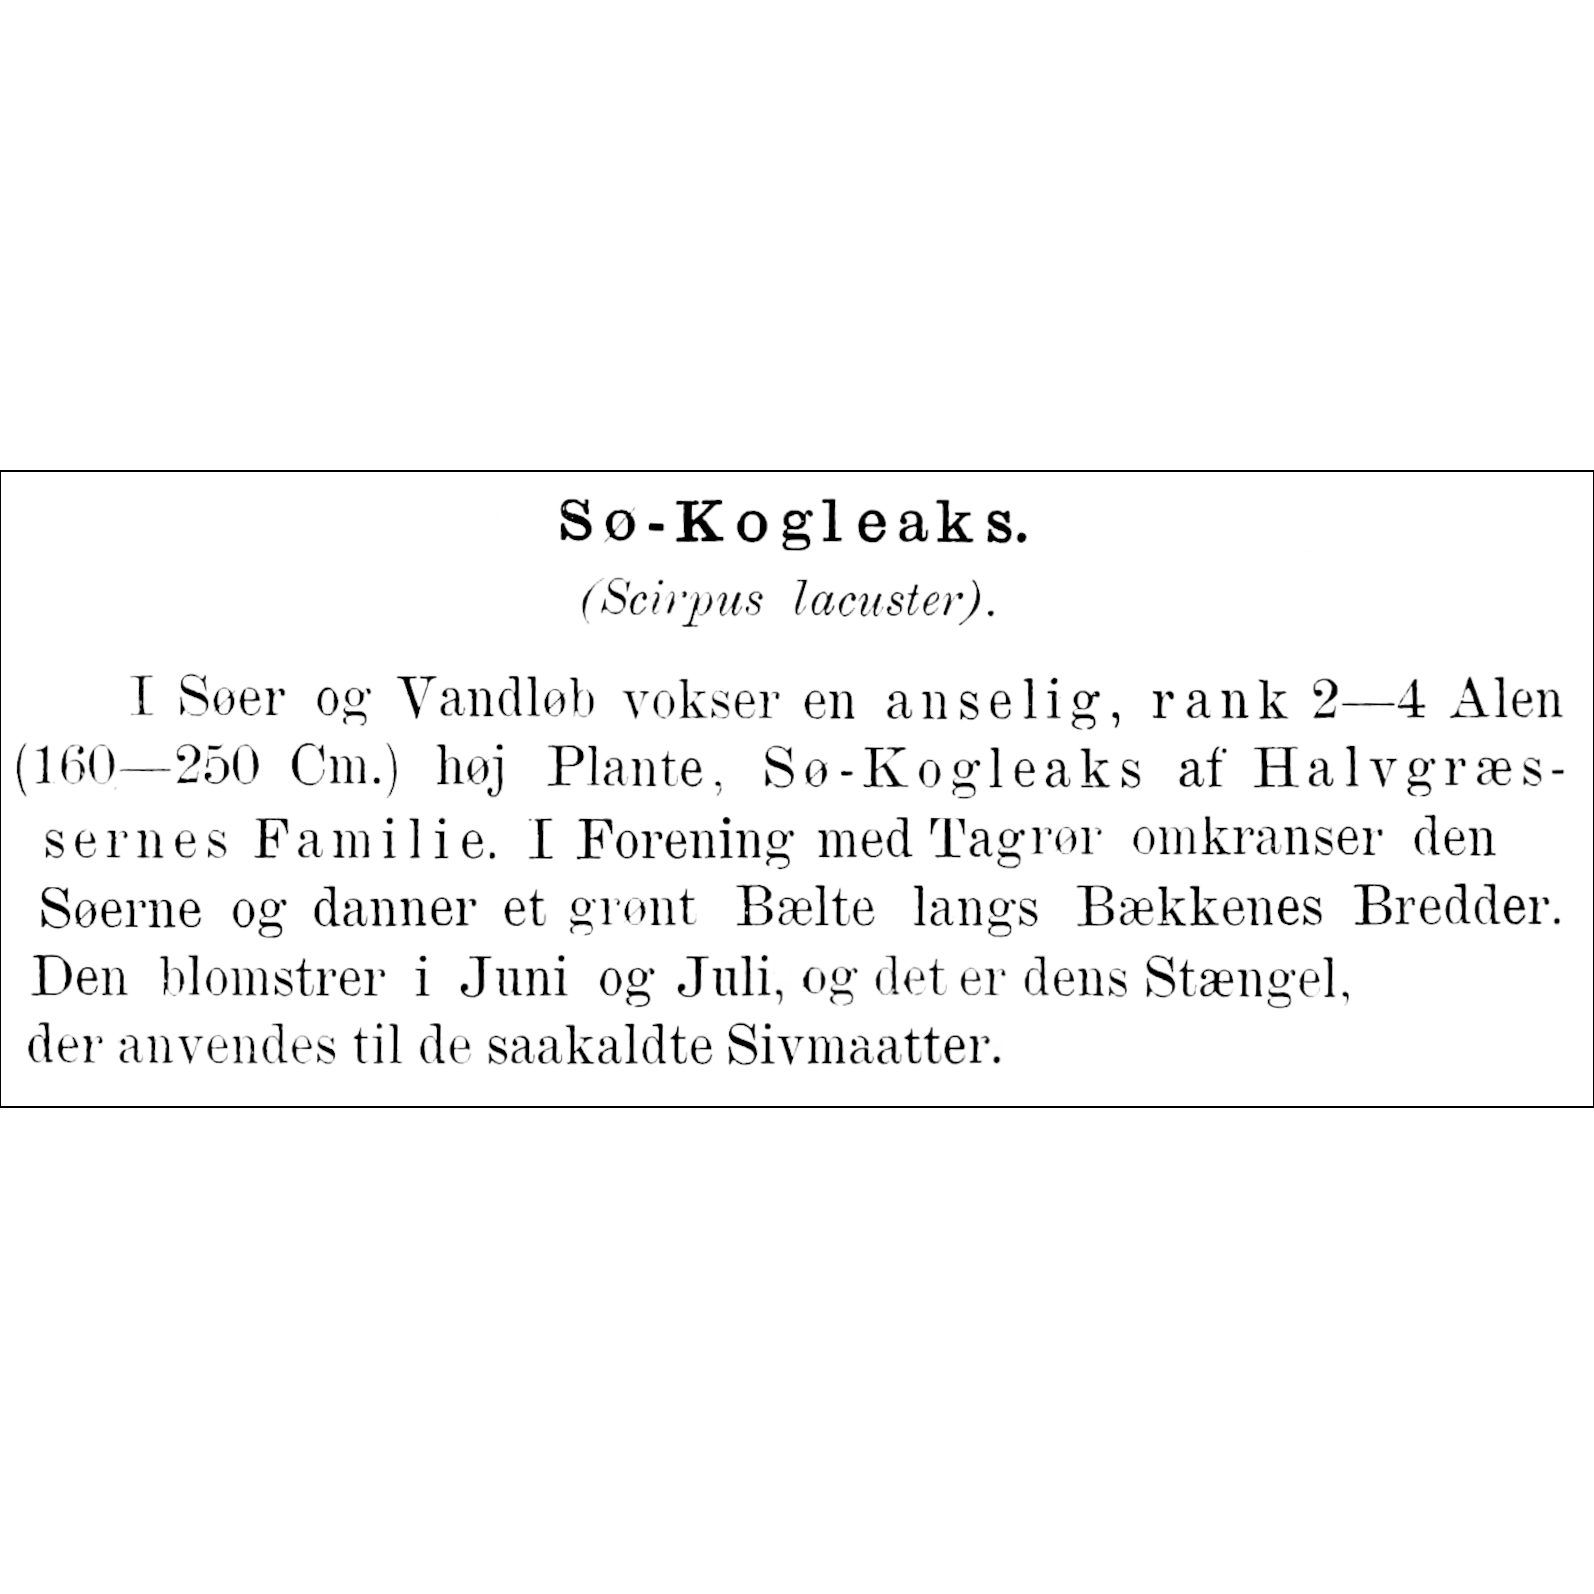 Sø-Kogleaks.
(Scirpus lacuster).
I Søer og Vandløb vokser en anselig, rank 2—4 Alen
(160—250 Cm.) høj Plante, Sø-Kogleaks af Halvgræs-
sernes Familie. I Forening med Tagrør omkranser den
Søerne og danner et grønt Bælte langs Bækkenes Bredder.
Den blomstrer i Juni og Juli, og det er dens Stængel,
der anvendes til de saakaldte Sivmaatter.